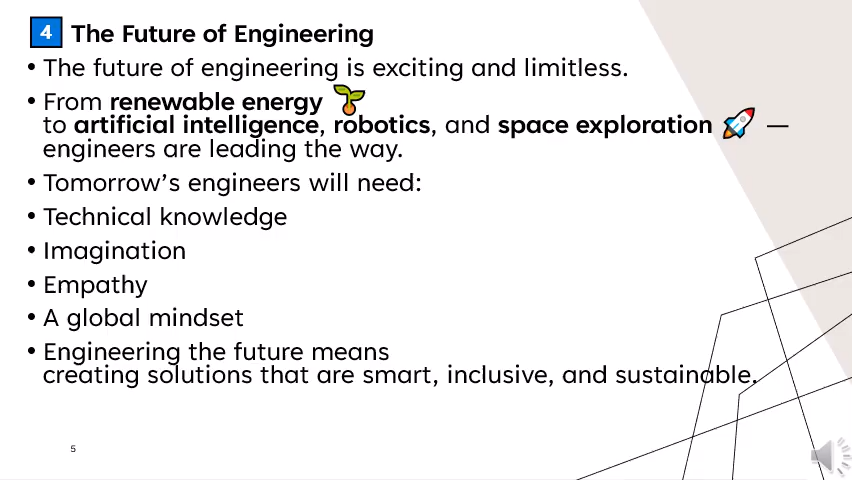 4 The Future of Engineering
• The future of engineering is exciting and limitless.
• From renewable energy 🌱
to artificial intelligence, robotics, and space exploration 🚀 —
engineers are leading the way.
• Tomorrow’s engineers will need:
• Technical knowledge
• Imagination
• Empathy
• A global mindset
• Engineering the future means
creating solutions that are smart, inclusive, and sustainable.
5